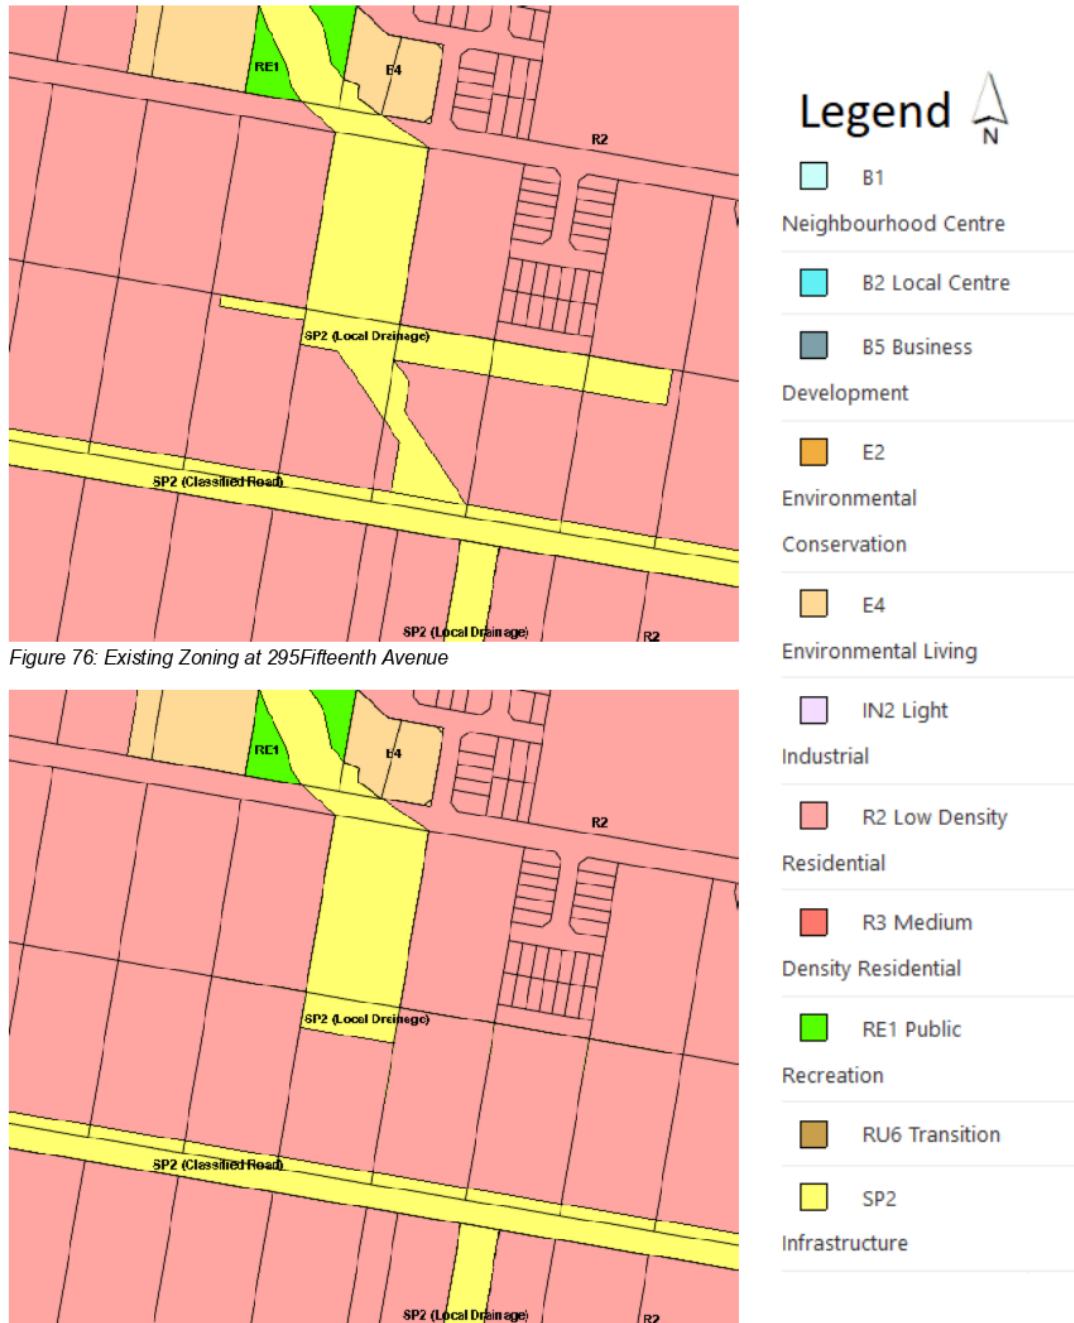 RE1
E4
R2
SP2 (Local Drainage)
SP2 (Classified Road)
SP2 (Local Drainage)
R2
Figure 76: Existing Zoning at 295Fifteenth Avenue
RE1
E4
R2
SP2 (Local Drainage)
SP2 (Classified Road)
SP2 (Local Drainage)
R2
Legend
N
B1
Neighbourhood Centre
B2 Local Centre
B5 Business
Development
E2
Environmental
Conservation
E4
Environmental Living
IN2 Light
Industrial
R2 Low Density
Residential
R3 Medium
Density Residential
RE1 Public
Recreation
RU6 Transition
SP2
Infrastructure